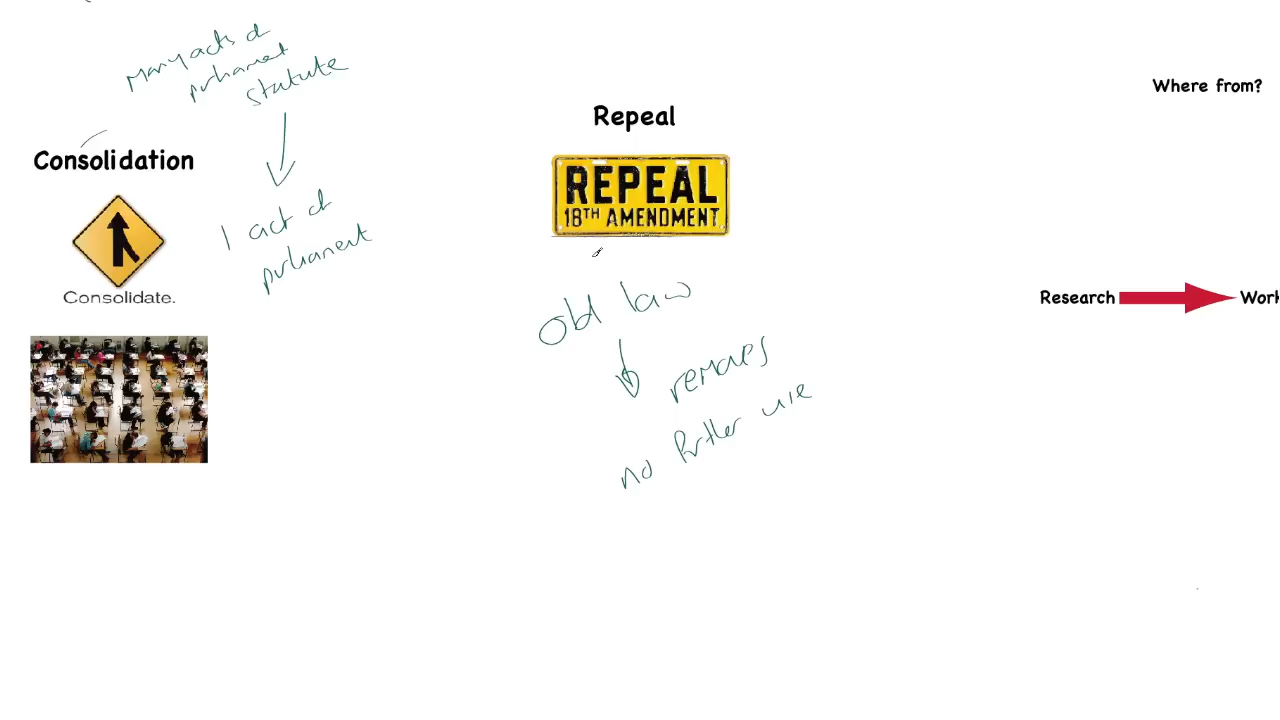 Many acts of
parliament
statute
Consolidation
Consolidate.
1 act of
parliament
Repeal
REPEAL
18TH AMENDMENT
old law
removes
no further use
Where from?
Research
Work